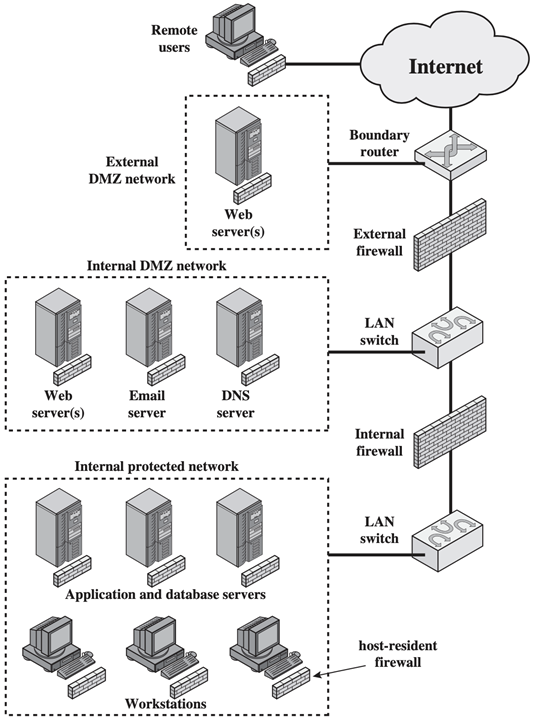 Remote
users
Internet
Boundary
router
External
DMZ network
Web
server(s)
External
firewall
Internal DMZ network
LAN
switch
Web
server(s)
Email
server
DNS
server
Internal
firewall
Internal protected network
LAN
switch
Application and database servers
host-resident
firewall
Workstations